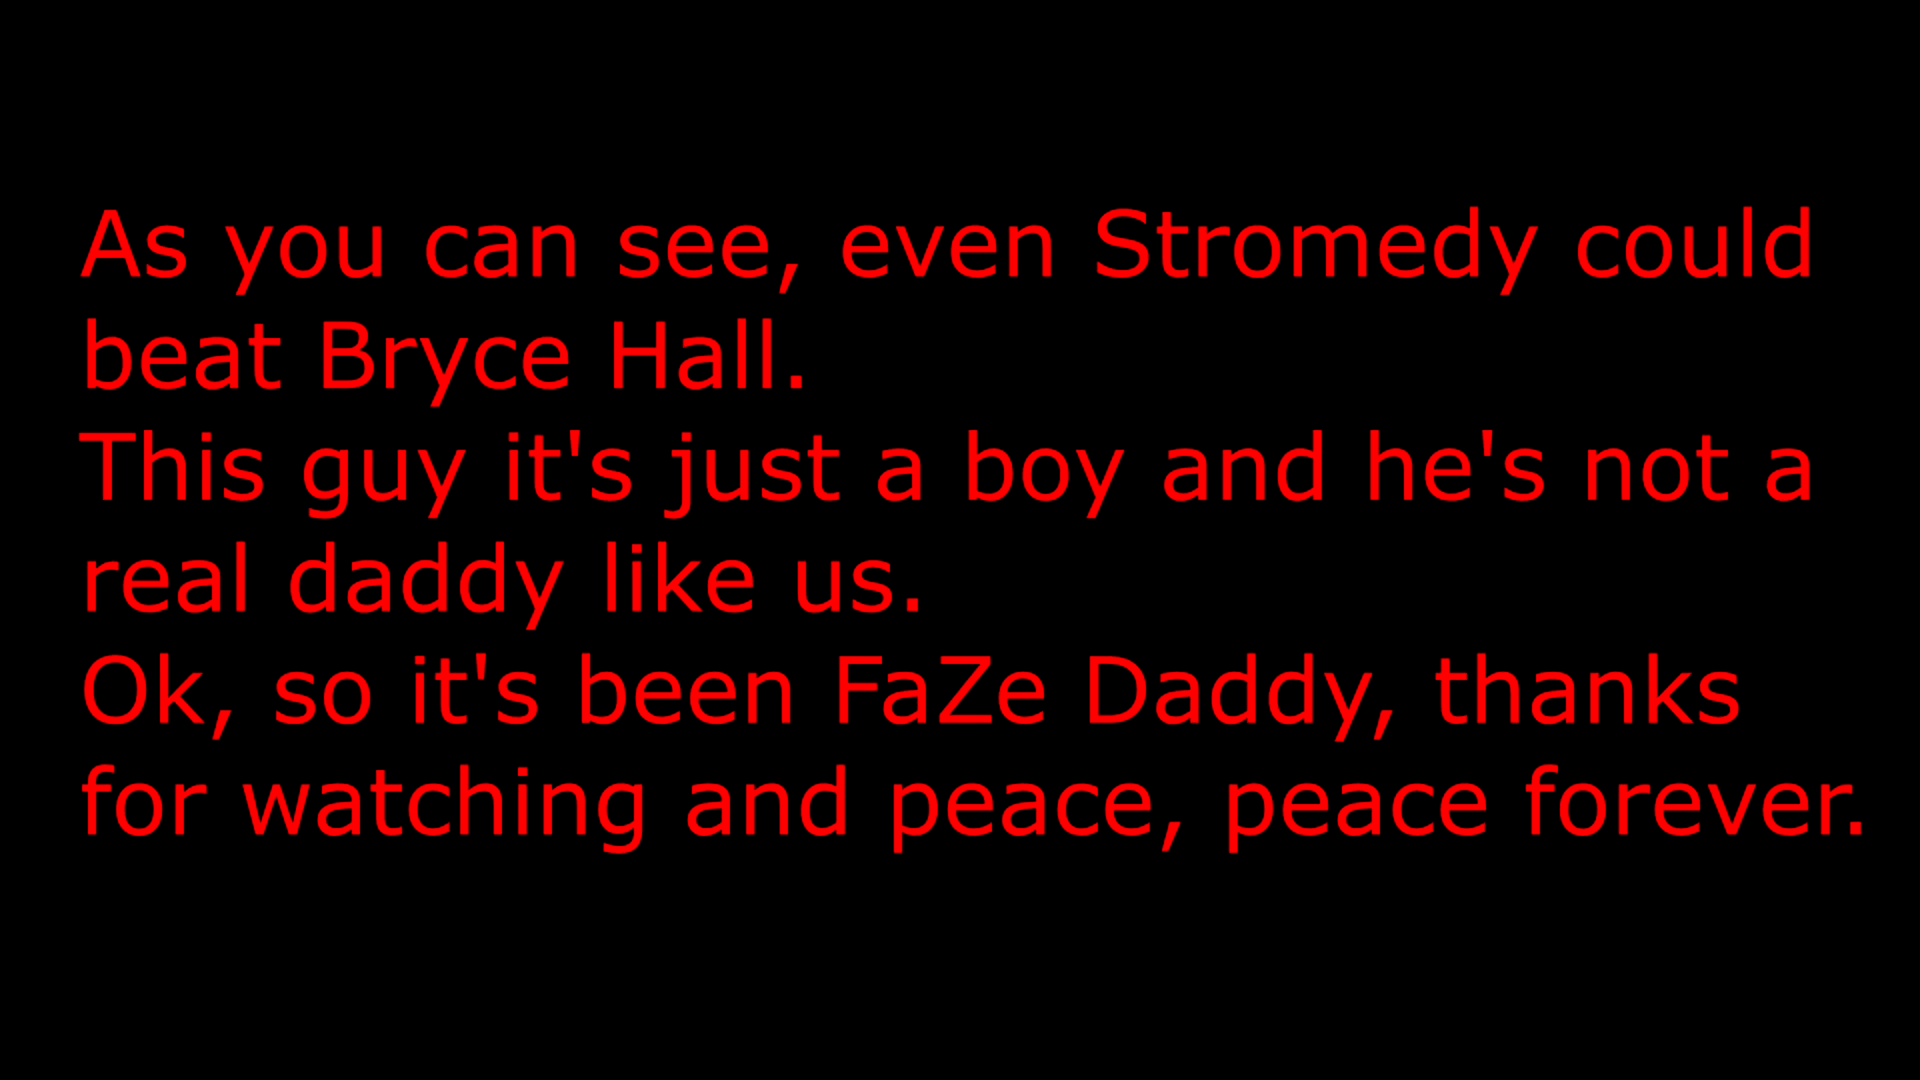 As you can see, even Stromedy could
beat Bryce Hall.
This guy it's just a boy and he's not a
real daddy like us.
Ok, so it's been FaZe Daddy, thanks
for watching and peace, peace forever.